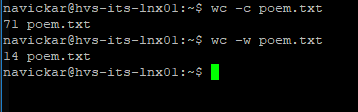 navickar@hvs-its-lnx01:~$ wc -c poem.txt
71 poem.txt
navickar@hvs-its-lnx01:~$ wc -w poem.txt
14 poem.txt
navickar@hvs-its-lnx01:~$